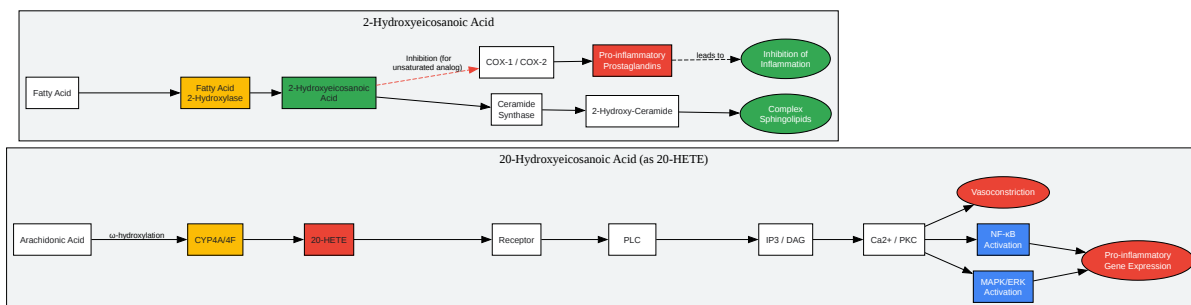 2-Hydroxyeicosanoic Acid
Inhibition (for
unsaturated analog)
COX-1 / COX-2
Pro-inflammatory
Prostaglandins
leads to
Inhibition of
Inflammation
Fatty Acid
Fatty Acid
2-Hydroxylase
2-Hydroxyeicosanoic
Acid
Ceramide
Synthase
2-Hydroxy-Ceramide
Complex
Sphingolipids
20-Hydroxyeicosanoic Acid (as 20-HETE)
Arachidonic Acid
ω-hydroxylation
CYP4A/4F
20-HETE
Receptor
PLC
IP3 / DAG
Ca2+ / PKC
Vasoconstriction
NF-κB
Activation
MAPK/ERK
Activation
Pro-inflammatory
Gene Expression